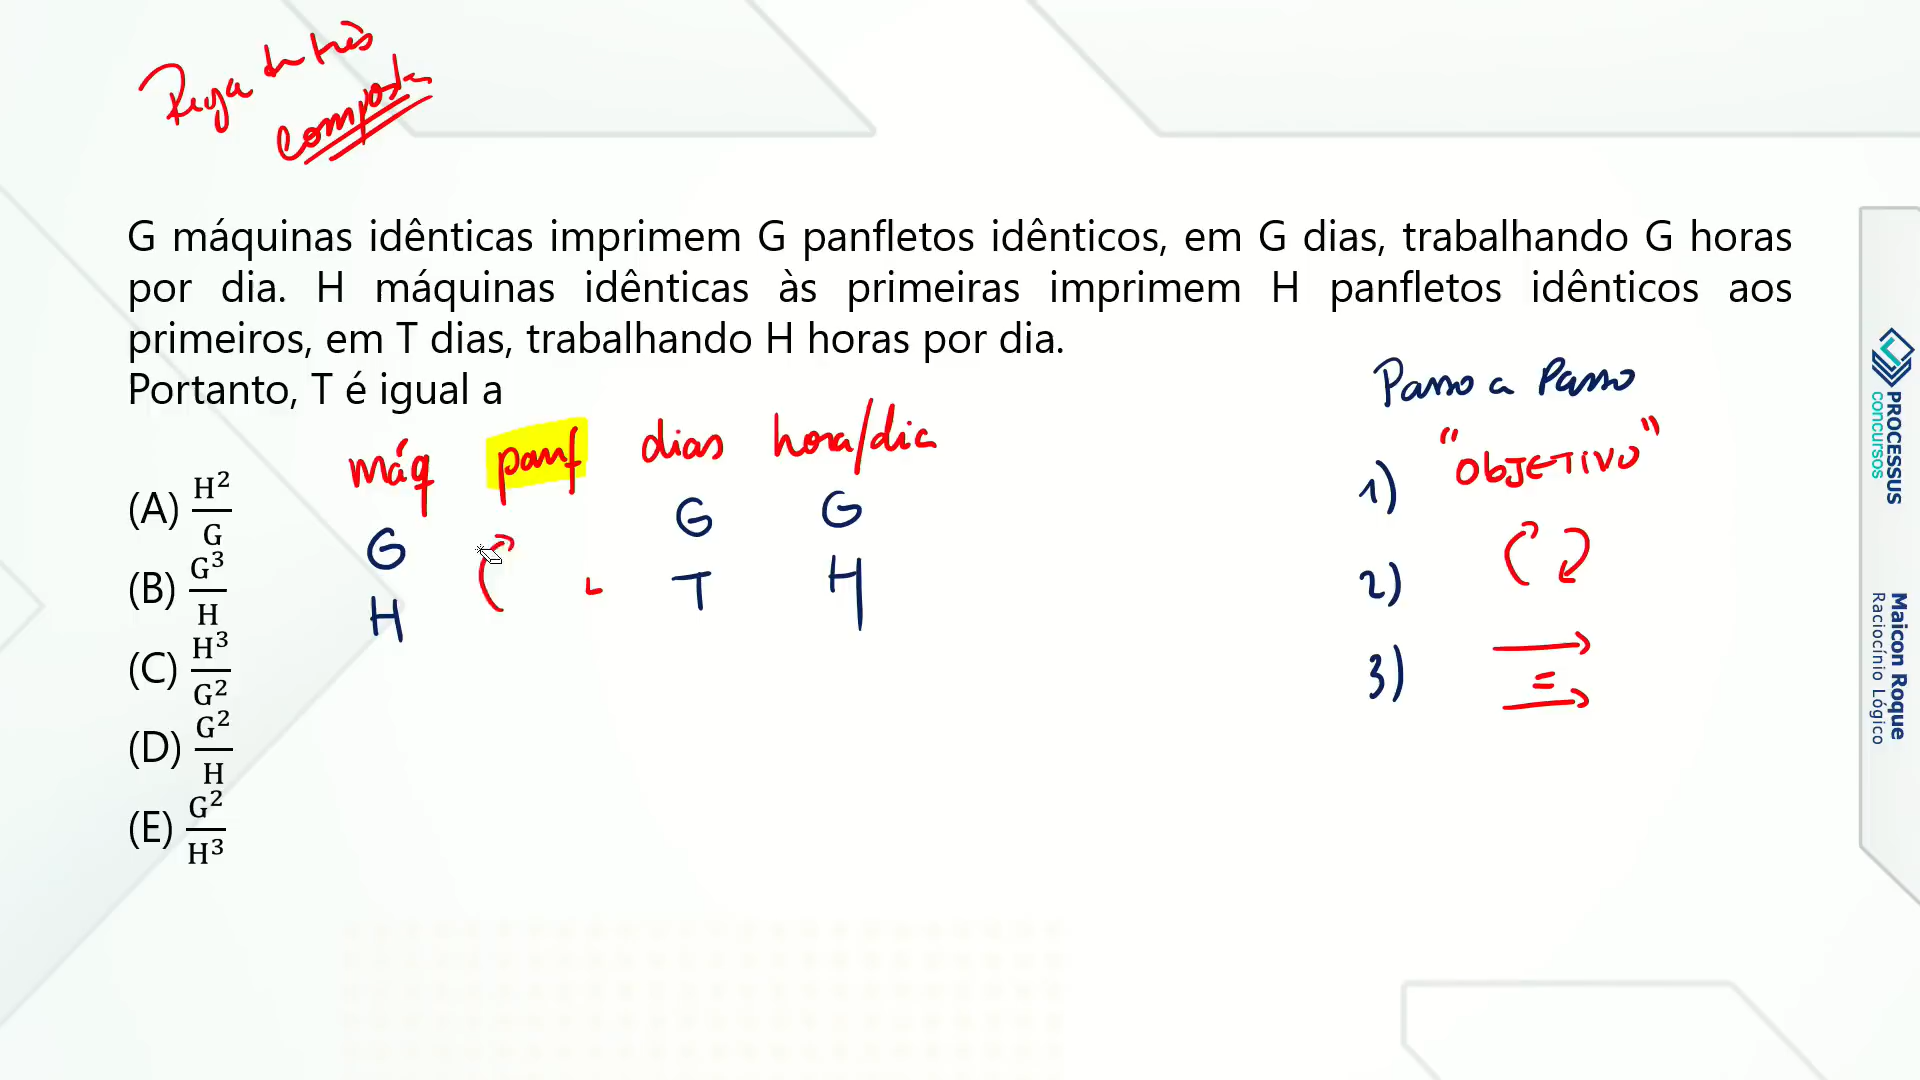 Rega de três
composta
G máquinas idênticas imprimem G panfletos idênticos, em G dias, trabalhando G horas
por dia. H máquinas idênticas às primeiras imprimem H panfletos idênticos aos
primeiros, em T dias, trabalhando H horas por dia.
Portanto, T é igual a
(A) H²/G
(B) G³/H
(C) H³/G²
(D) G²/H
(E) G²/H³
máq panf dias hora/dia
G G G
H T H
Passo a Passo
1) "OBJETIVO"
2)
3) =
PROCESSUS
concursos
Maicon Roque
Raciocínio Lógico